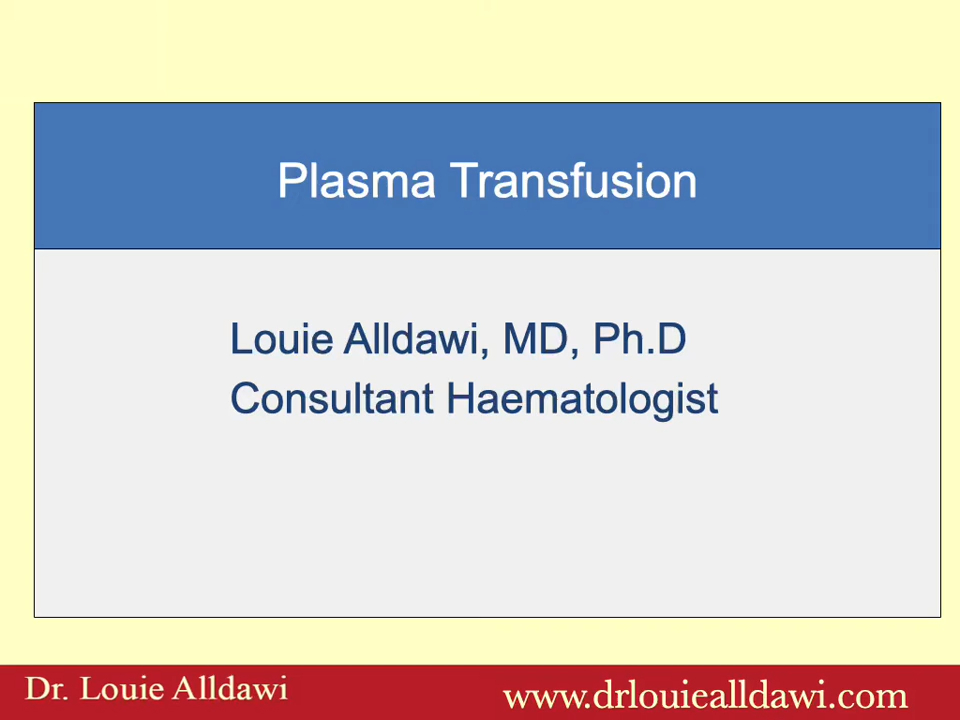 Plasma Transfusion
Louie Alldawi, MD, Ph.D
Consultant Haematologist
Dr. Louie Alldawi
www.drlouiealldawi.com